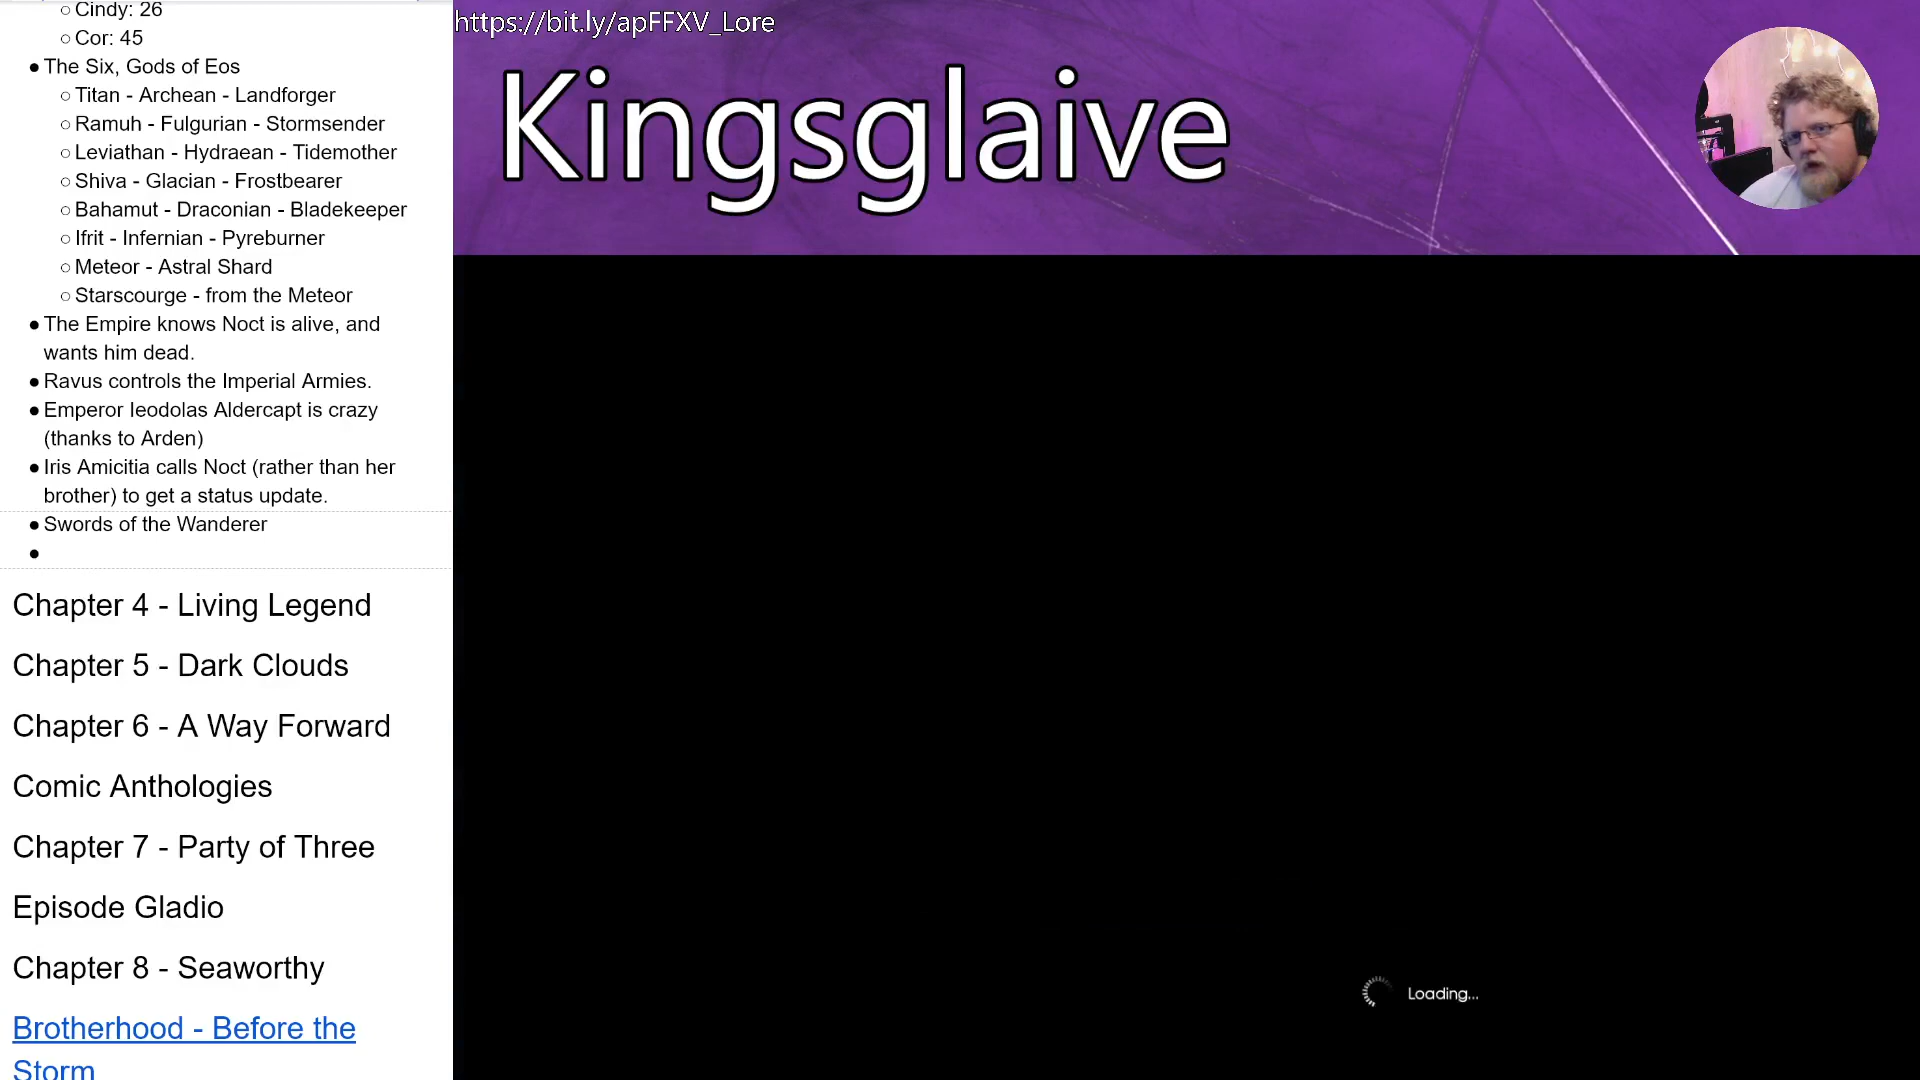 Cindy: 26
Cor: 45
The Six, Gods of Eos
Titan - Archean - Landforger
Ramuh - Fulgurian - Stormsender
Leviathan - Hydraean - Tidemother
Shiva - Glacian - Frostbearer
Bahamut - Draconian - Bladekeeper
Ifrit - Infernian - Pyreburner
Meteor - Astral Shard
Starscourge - from the Meteor
The Empire knows Noct is alive, and
wants him dead.
Ravus controls the Imperial Armies.
Emperor Ieodolas Aldercapt is crazy
(thanks to Arden)
Iris Amicitia calls Noct (rather than her
brother) to get a status update.
Swords of the Wanderer
Chapter 4 - Living Legend
Chapter 5 - Dark Clouds
Chapter 6 - A Way Forward
Comic Anthologies
Chapter 7 - Party of Three
Episode Gladio
Chapter 8 - Seaworthy
Brotherhood - Before the
Storm
https://bit.ly/apFFXV_Lore
Kingsglaive
Loading...